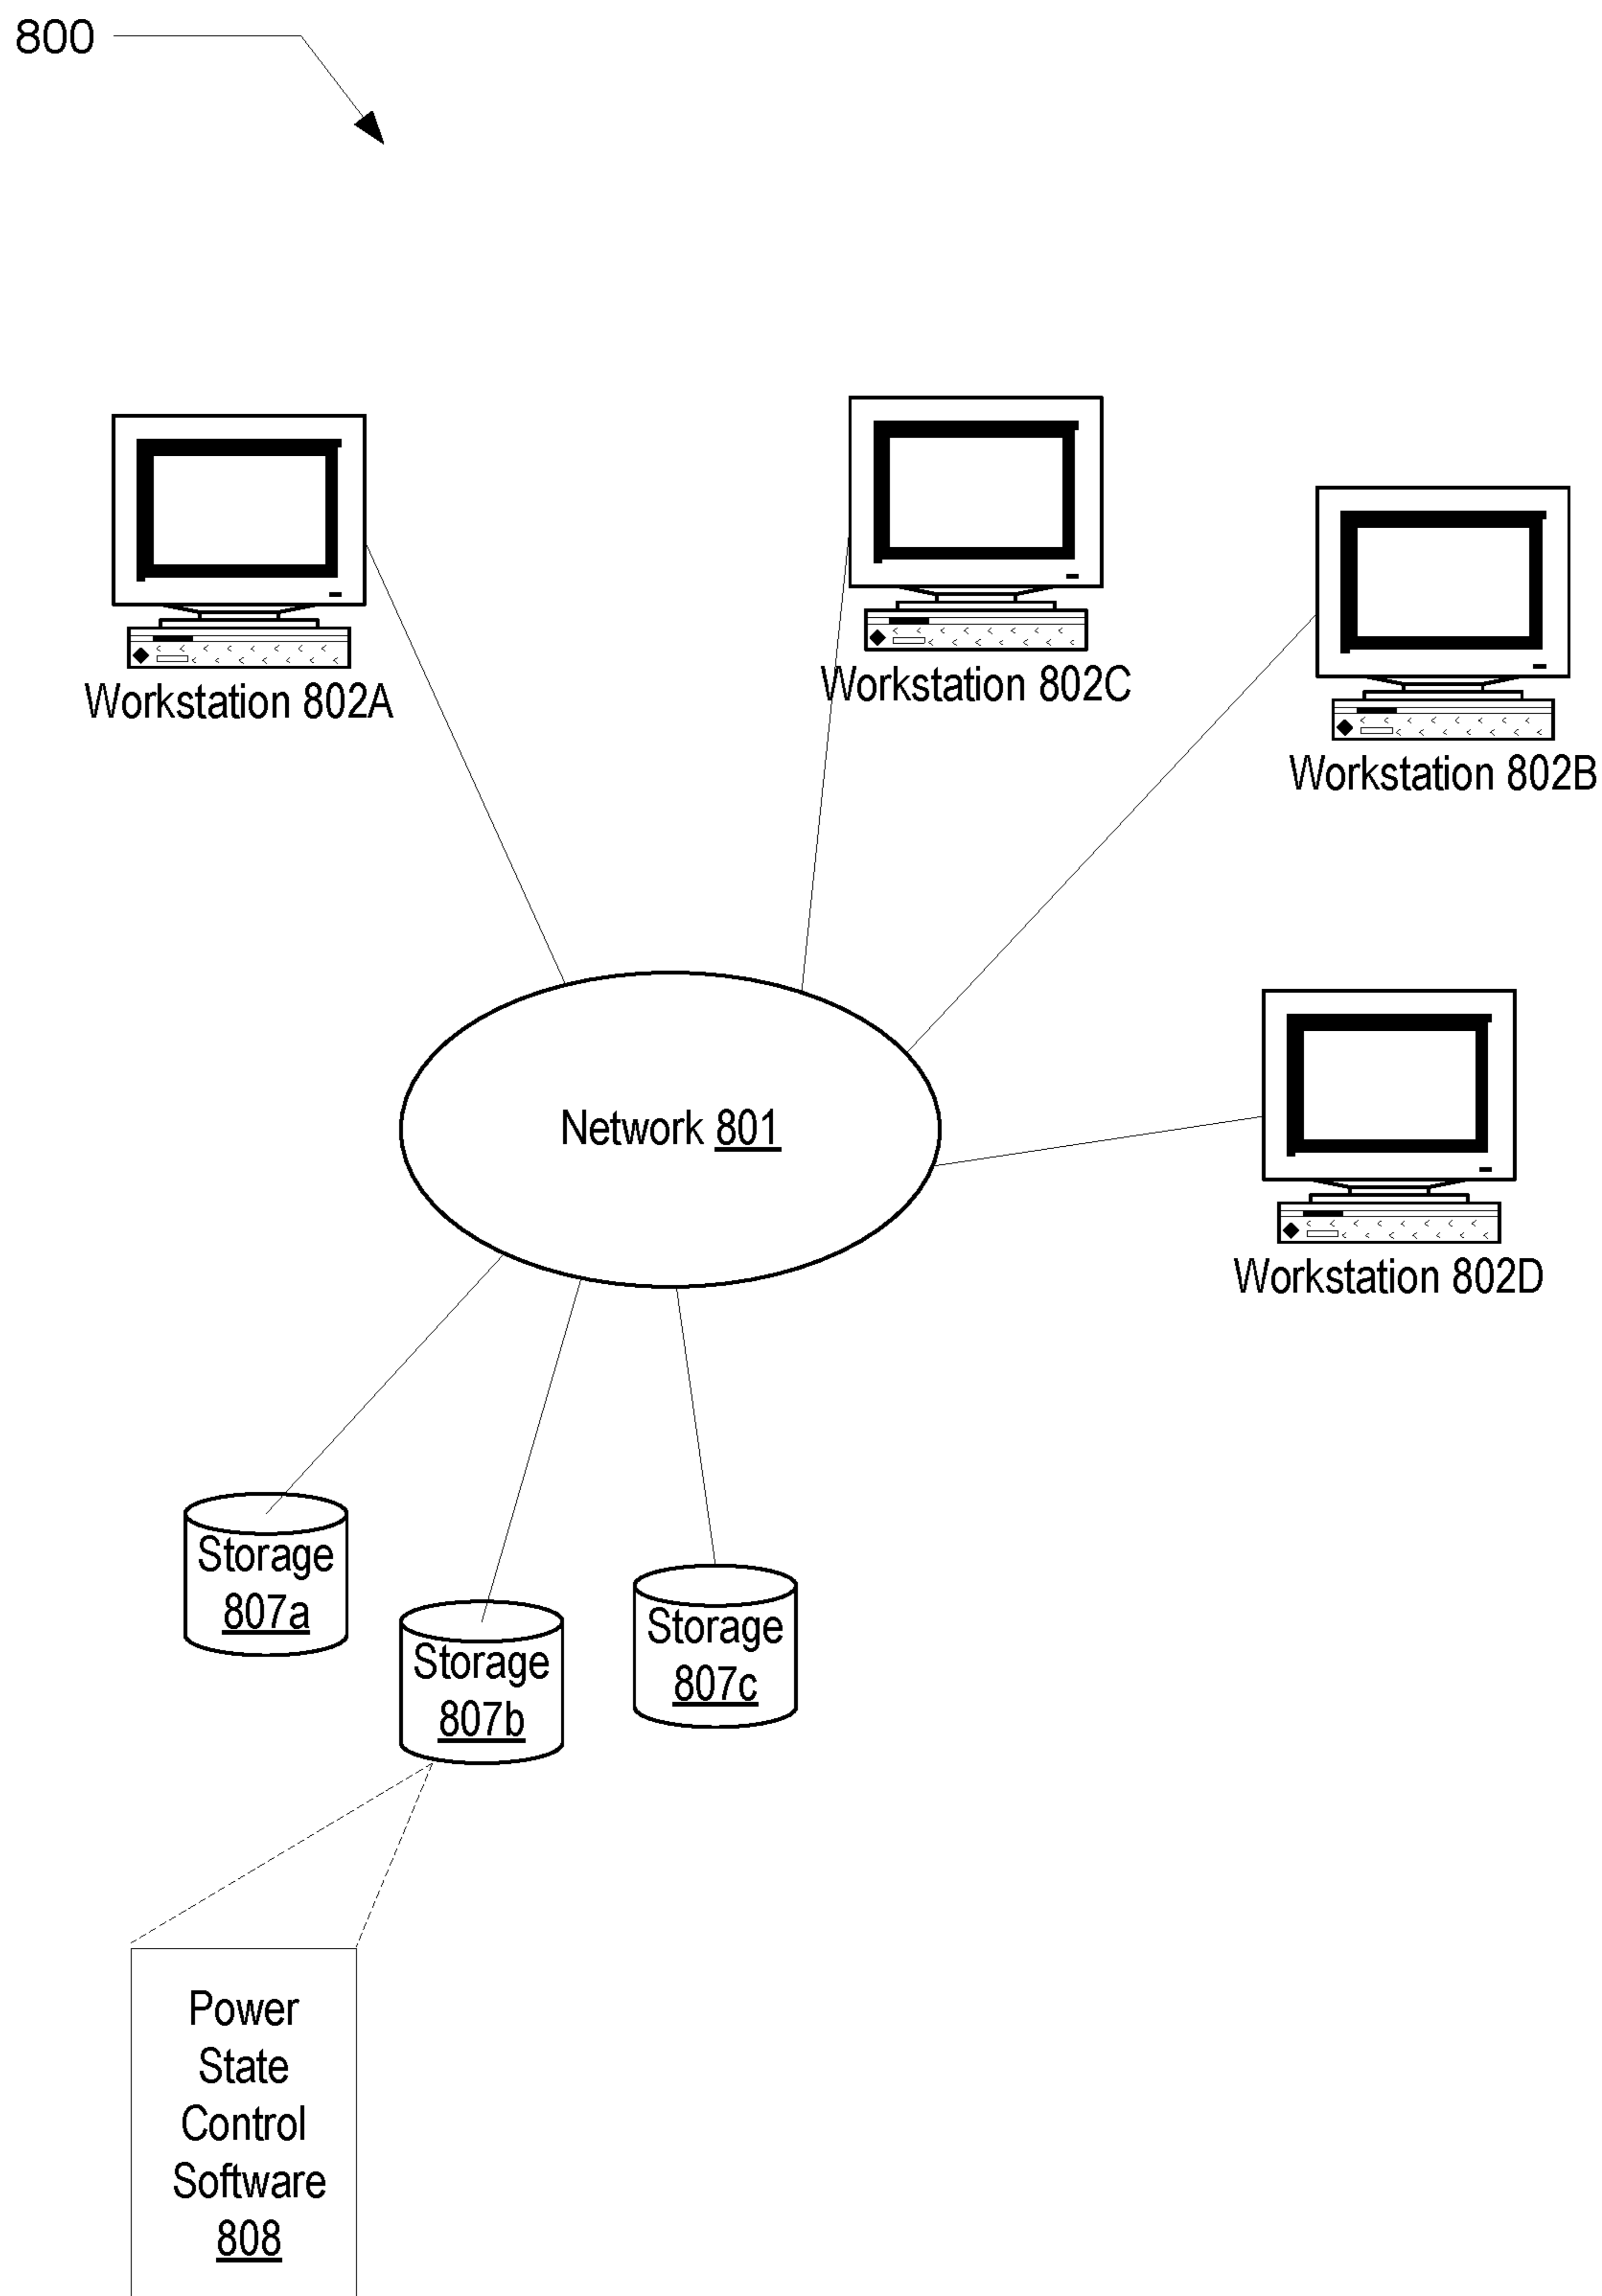 800
Workstation 802A
Workstation 802C
Workstation 802B
Network 801
Workstation 802D
Storage
807a
Storage
807b
Storage
807c
Power
State
Control
Software
808